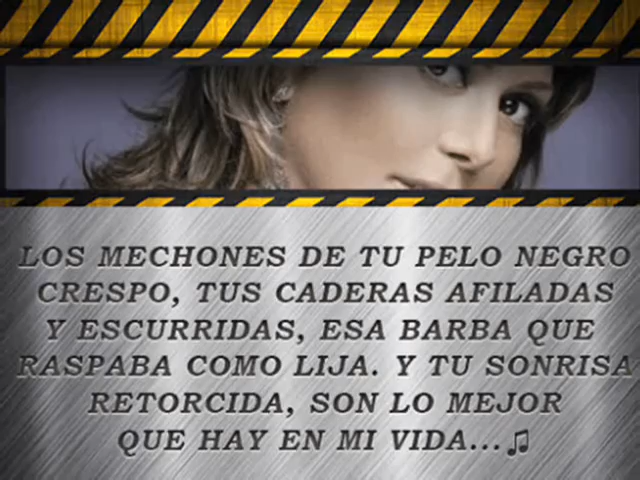 LOS MECHONES DE TU PELO NEGRO
CRESPO, TUS CADERAS AFILADAS
Y ESCURRIDAS, ESA BARBA QUE
RASPABA COMO LIJA. Y TU SONRISA
RETORCIDA, SON LO MEJOR
QUE HAY EN MI VIDA...♫